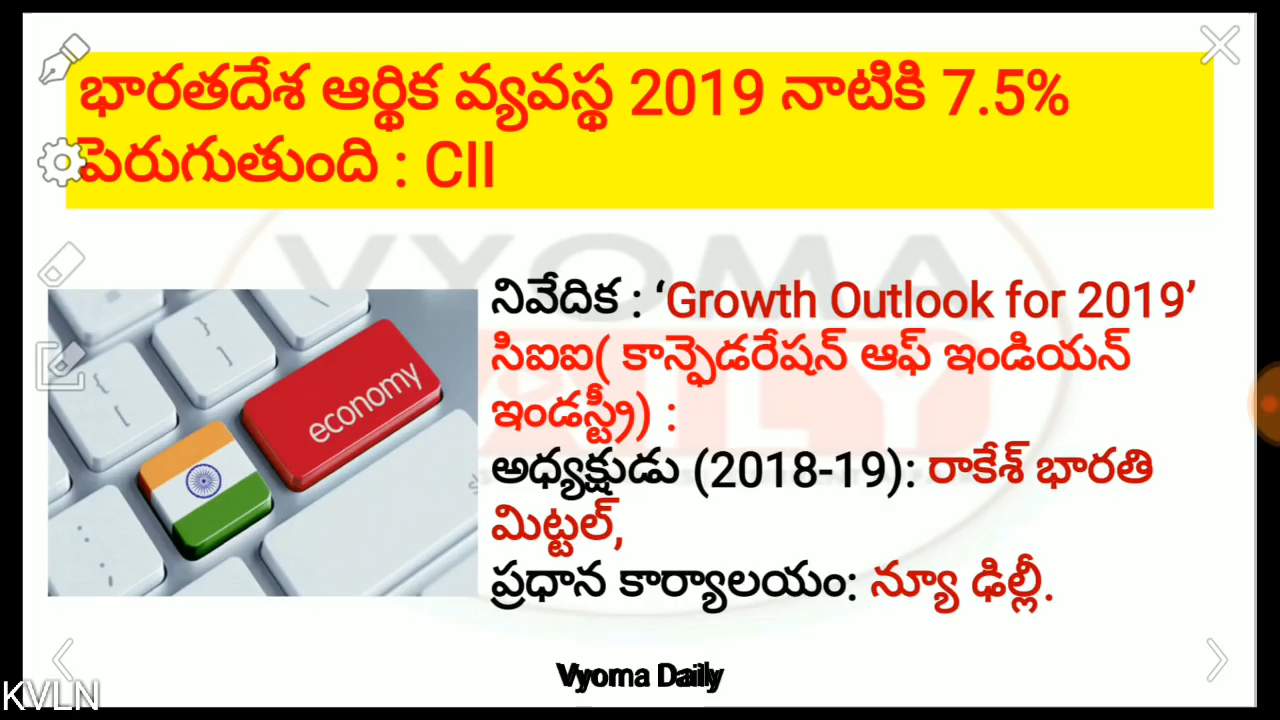 భారతదేశ ఆర్థిక వ్యవస్థ 2019 నాటికి 7.5%
పెరుగుతుంది : CII
VYOMA
నివేదిక : ‘Growth Outlook for 2019’
సిఐఐ( కాన్ఫెడరేషన్ ఆఫ్ ఇండియన్
ఇండస్ట్రీ) :
అధ్యక్షుడు (2018-19): రాకేశ్ భారతి
మిట్టల్,
ప్రధాన కార్యాలయం: న్యూ ఢిల్లీ.
economy
Vyoma Daily
KVLN